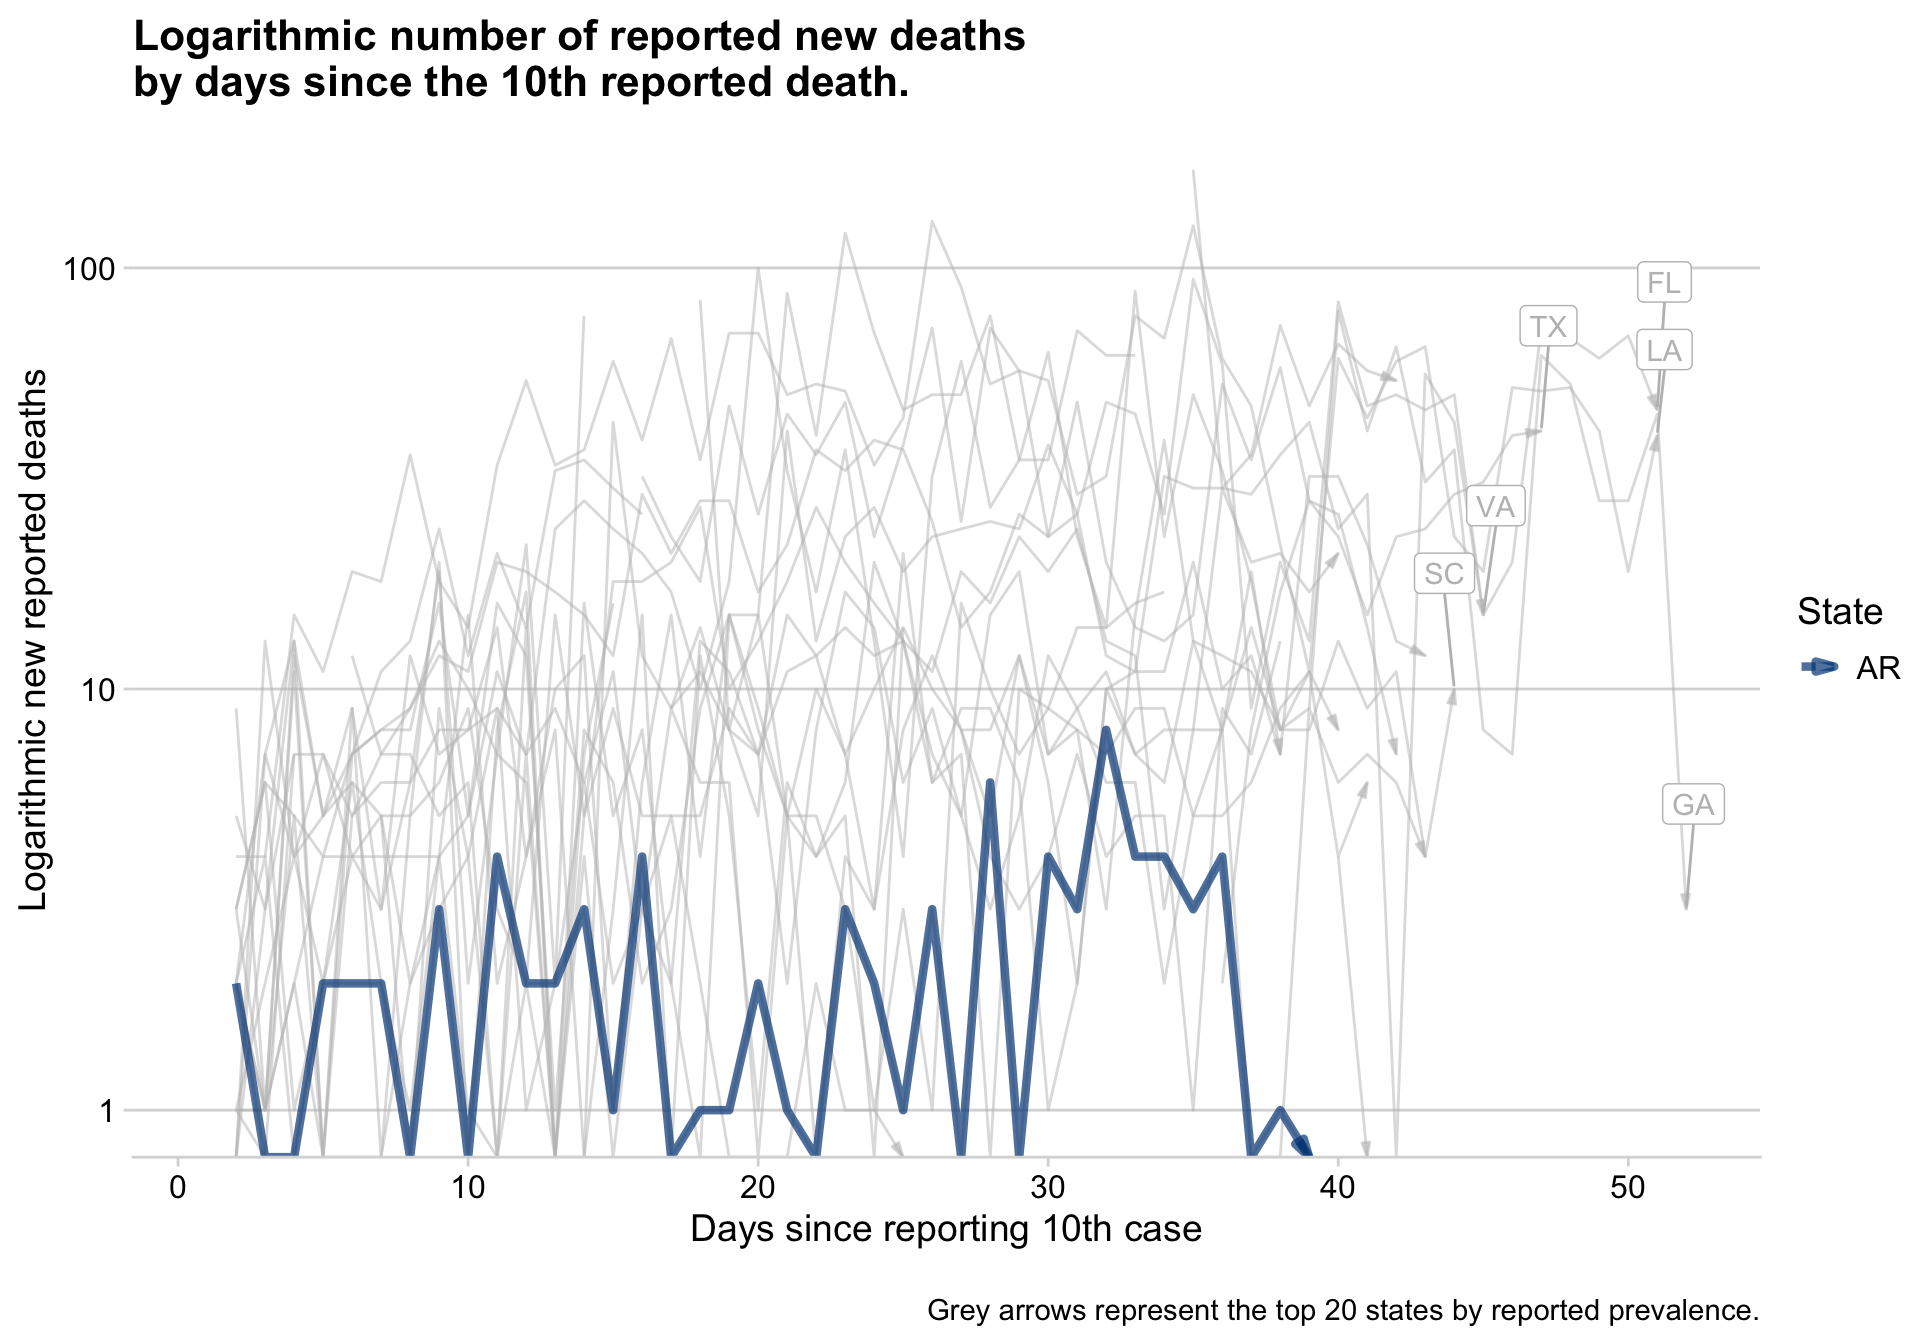 Logarithmic number of reported new deaths
by days since the 10th reported death.
Logarithmic new reported deaths
100
10
1
FL
TX
LA
VA
SC
GA
State
AR
0 10 20 30 40 50
Days since reporting 10th case
Grey arrows represent the top 20 states by reported prevalence.